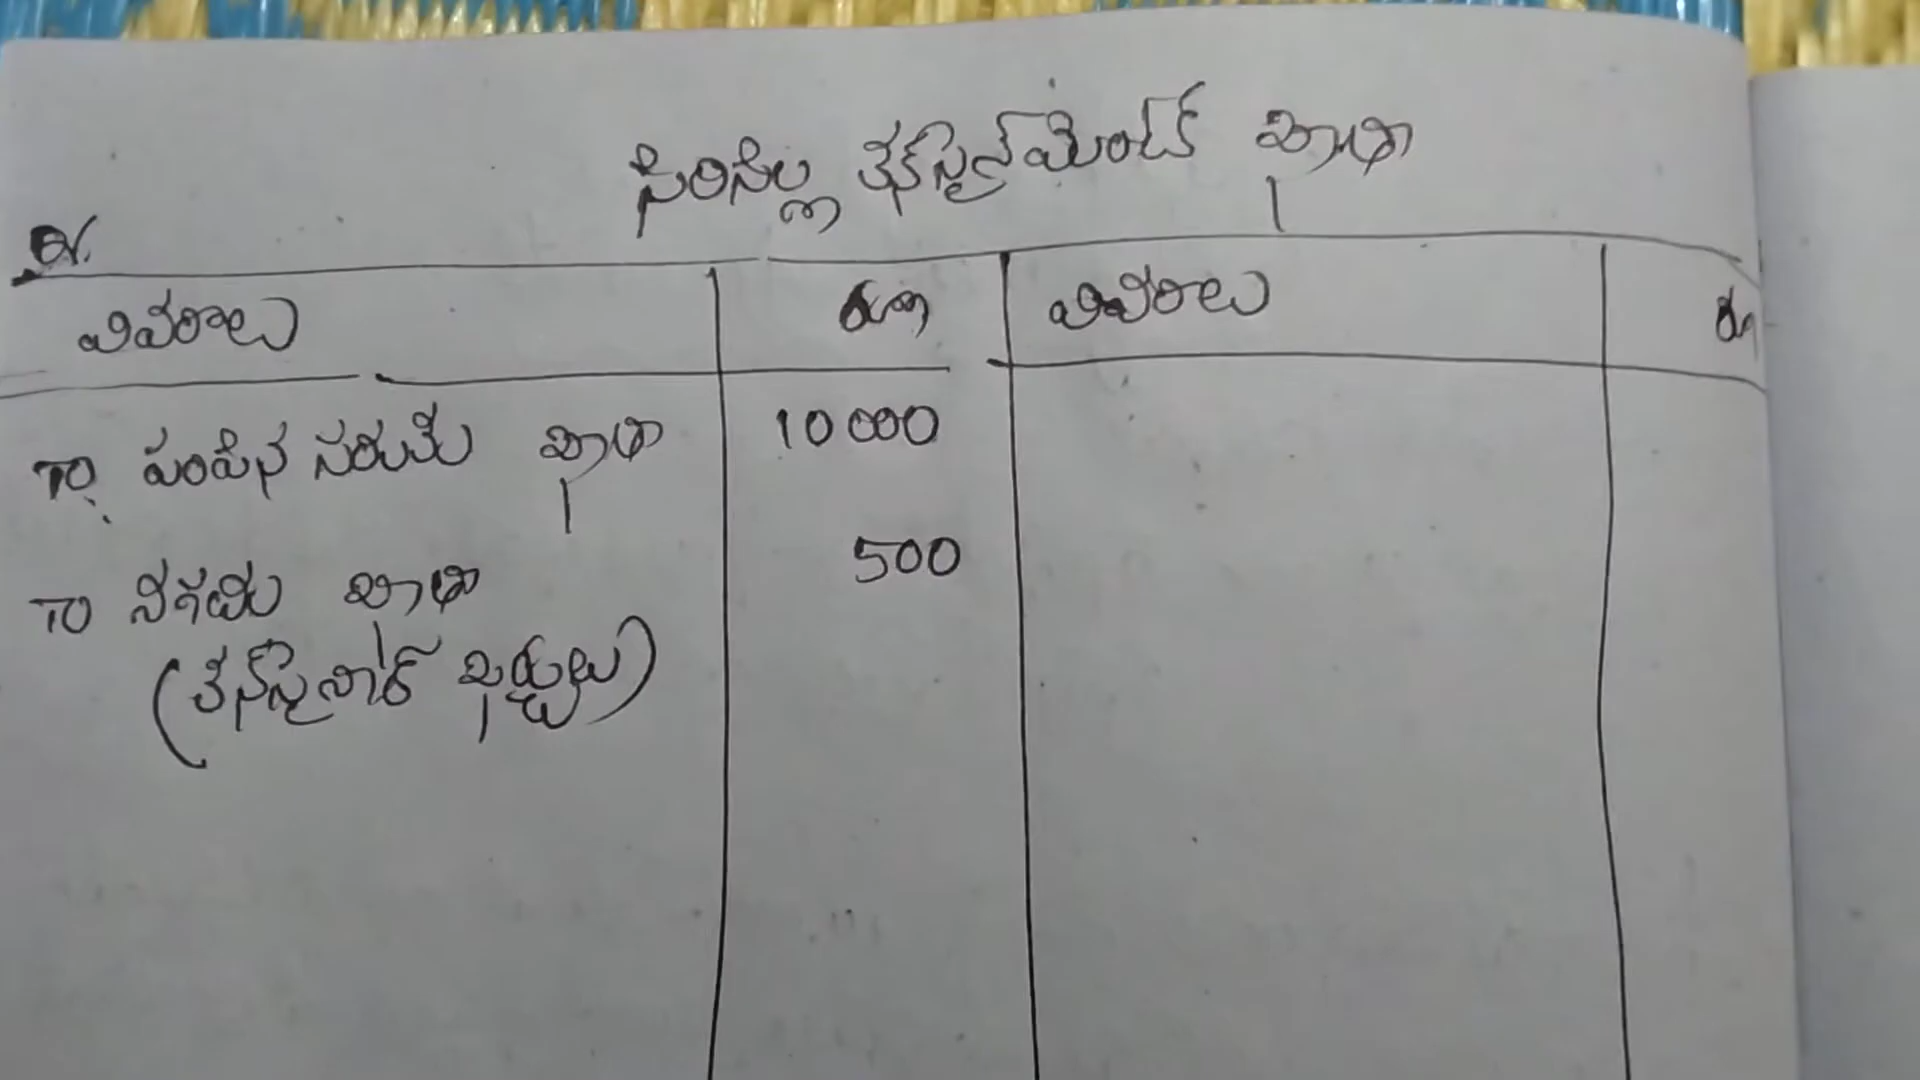 సిరిసిల్ల కన్‌సైన్‌మెంట్ ఖాతా
Dr.
వివరాలు రూ వివరాలు రూ
To పంపిన సరుకు ఖాతా 10000
To నగదు ఖాతా 500
(కన్‌సైనార్ ఖర్చులు)